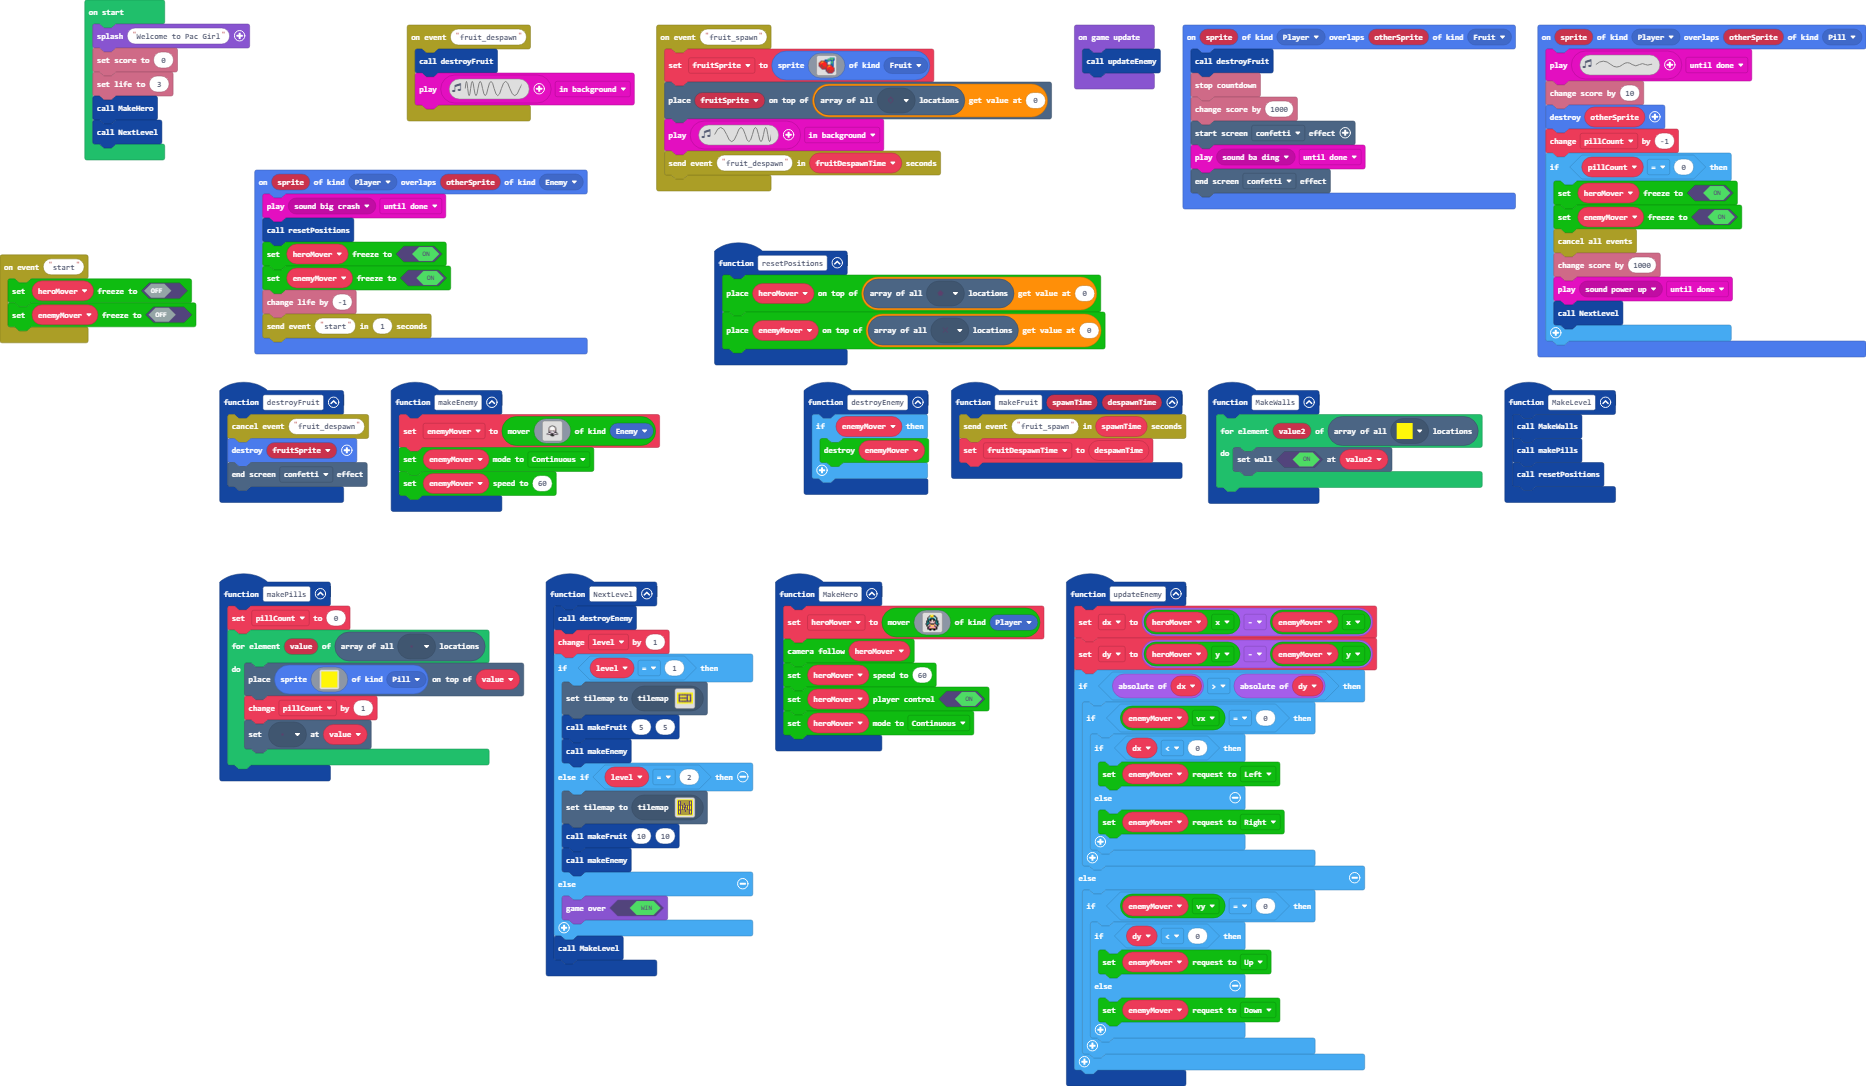 on start
splash "Welcome to Pac Girl"
set score to 0
set life to 3
call MakeHero
call NextLevel
on event "fruit_despawn"
call destroyFruit
play in background
on event "fruit_spawn"
set fruitSprite to sprite of kind Fruit
place fruitSprite on top of array of all locations get value at 0
play in background
send event "fruit_despawn" in fruitDespawnTime seconds
on game update
call updateEnemy
on sprite of kind Player overlaps otherSprite of kind Fruit
call destroyFruit
stop countdown
change score by 1000
start screen confetti effect
play sound ba ding until done
end screen confetti effect
on sprite of kind Player overlaps otherSprite of kind Pill
play until done
change score by 10
destroy otherSprite
change pillCount by -1
if pillCount = 0 then
set heroMover freeze to ON
set enemyMover freeze to ON
cancel all events
change score by 1000
play sound power up until done
call NextLevel
on sprite of kind Player overlaps otherSprite of kind Enemy
play sound big crash until done
call resetPositions
set heroMover freeze to ON
set enemyMover freeze to ON
change life by -1
send event "start" in 1 seconds
on event "start"
set heroMover freeze to OFF
set enemyMover freeze to OFF
function resetPositions
place heroMover on top of array of all locations get value at 0
place enemyMover on top of array of all locations get value at 0
function destroyFruit
cancel event "fruit_despawn"
destroy fruitSprite
end screen confetti effect
function makeEnemy
set enemyMover to mover of kind Enemy
set enemyMover mode to Continuous
set enemyMover speed to 60
function destroyEnemy
if enemyMover then
destroy enemyMover
function makeFruit spawnTime despawnTime
send event "fruit_spawn" in spawnTime seconds
set fruitDespawnTime to despawnTime
function MakeWalls
for element value2 of array of all locations
do set wall ON at value2
function MakeLevel
call MakeWalls
call makePills
call resetPositions
function makePills
set pillCount to 0
for element value of array of all locations
do place sprite of kind Pill on top of value
change pillCount by 1
set at value
function NextLevel
call destroyEnemy
change level by 1
if level = 1 then
set tilemap to tilemap
call makeFruit 5 5
call makeEnemy
else if level = 2 then
set tilemap to tilemap
call makeFruit 10 10
call makeEnemy
else
game over WIN
call MakeLevel
function MakeHero
set heroMover to mover of kind Player
camera follow heroMover
set heroMover speed to 60
set heroMover player control ON
set heroMover mode to Continuous
function updateEnemy
set dx to heroMover x - enemyMover x
set dy to heroMover y - enemyMover y
if absolute of dx > absolute of dy then
if enemyMover vx = 0 then
if dx < 0 then
set enemyMover request to Left
else
set enemyMover request to Right
else
if enemyMover vy = 0 then
if dy < 0 then
set enemyMover request to Up
else
set enemyMover request to Down